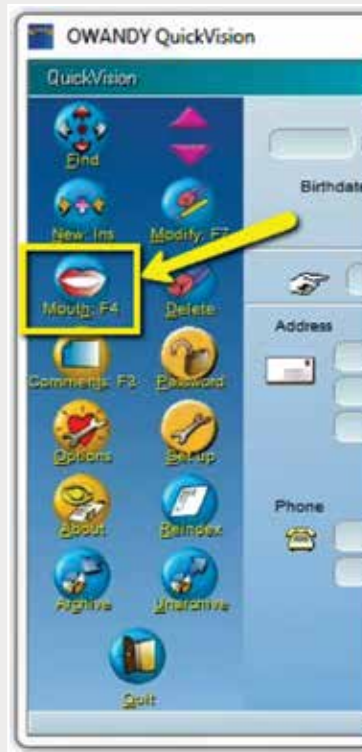 OWANDY QuickVision
QuickVision
Find
New: Ins
Modify: F7
Birthdate
Mouth: F4
Delete
Address
Comments: F3
Password
Options
Setup
Phone
About
Reindex
Archive
Unarchive
Quit